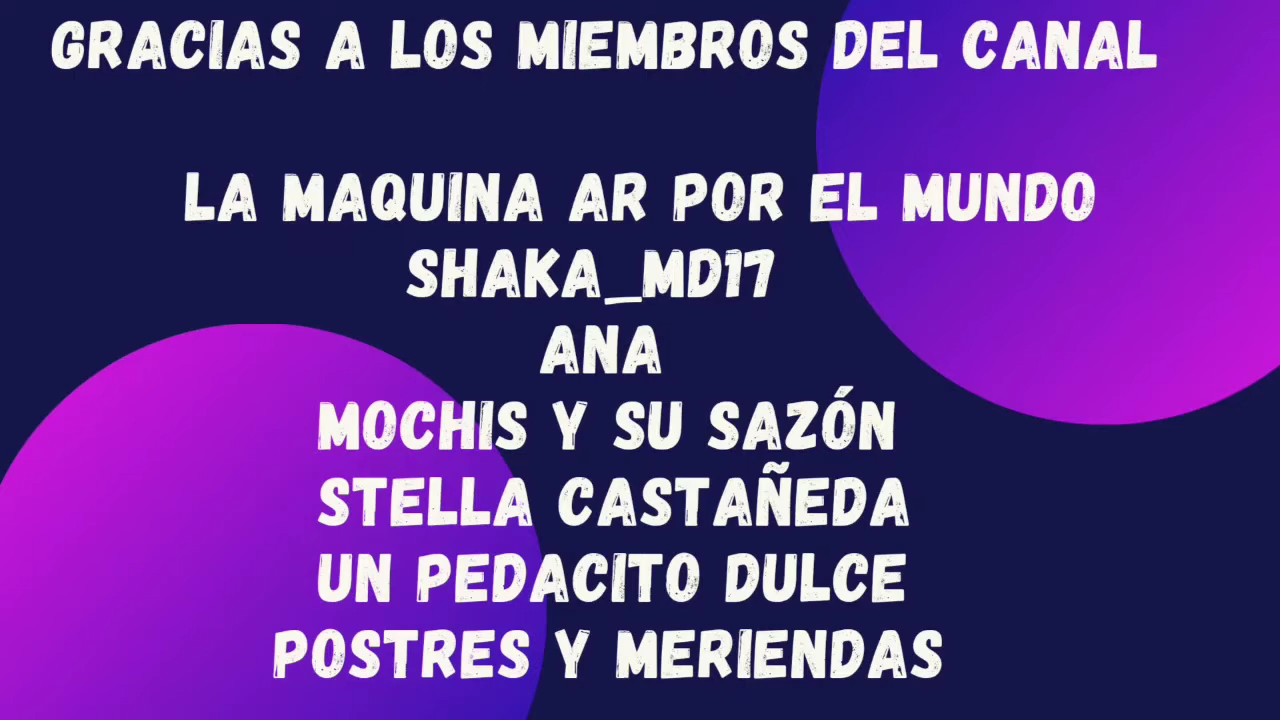 GRACIAS A LOS MIEMBROS DEL CANAL
LA MAQUINA AR POR EL MUNDO
SHAKA_MD17
ANA
MOCHIS Y SU SAZÓN
STELLA CASTAÑEDA
UN PEDACITO DULCE
POSTRES Y MERIENDAS